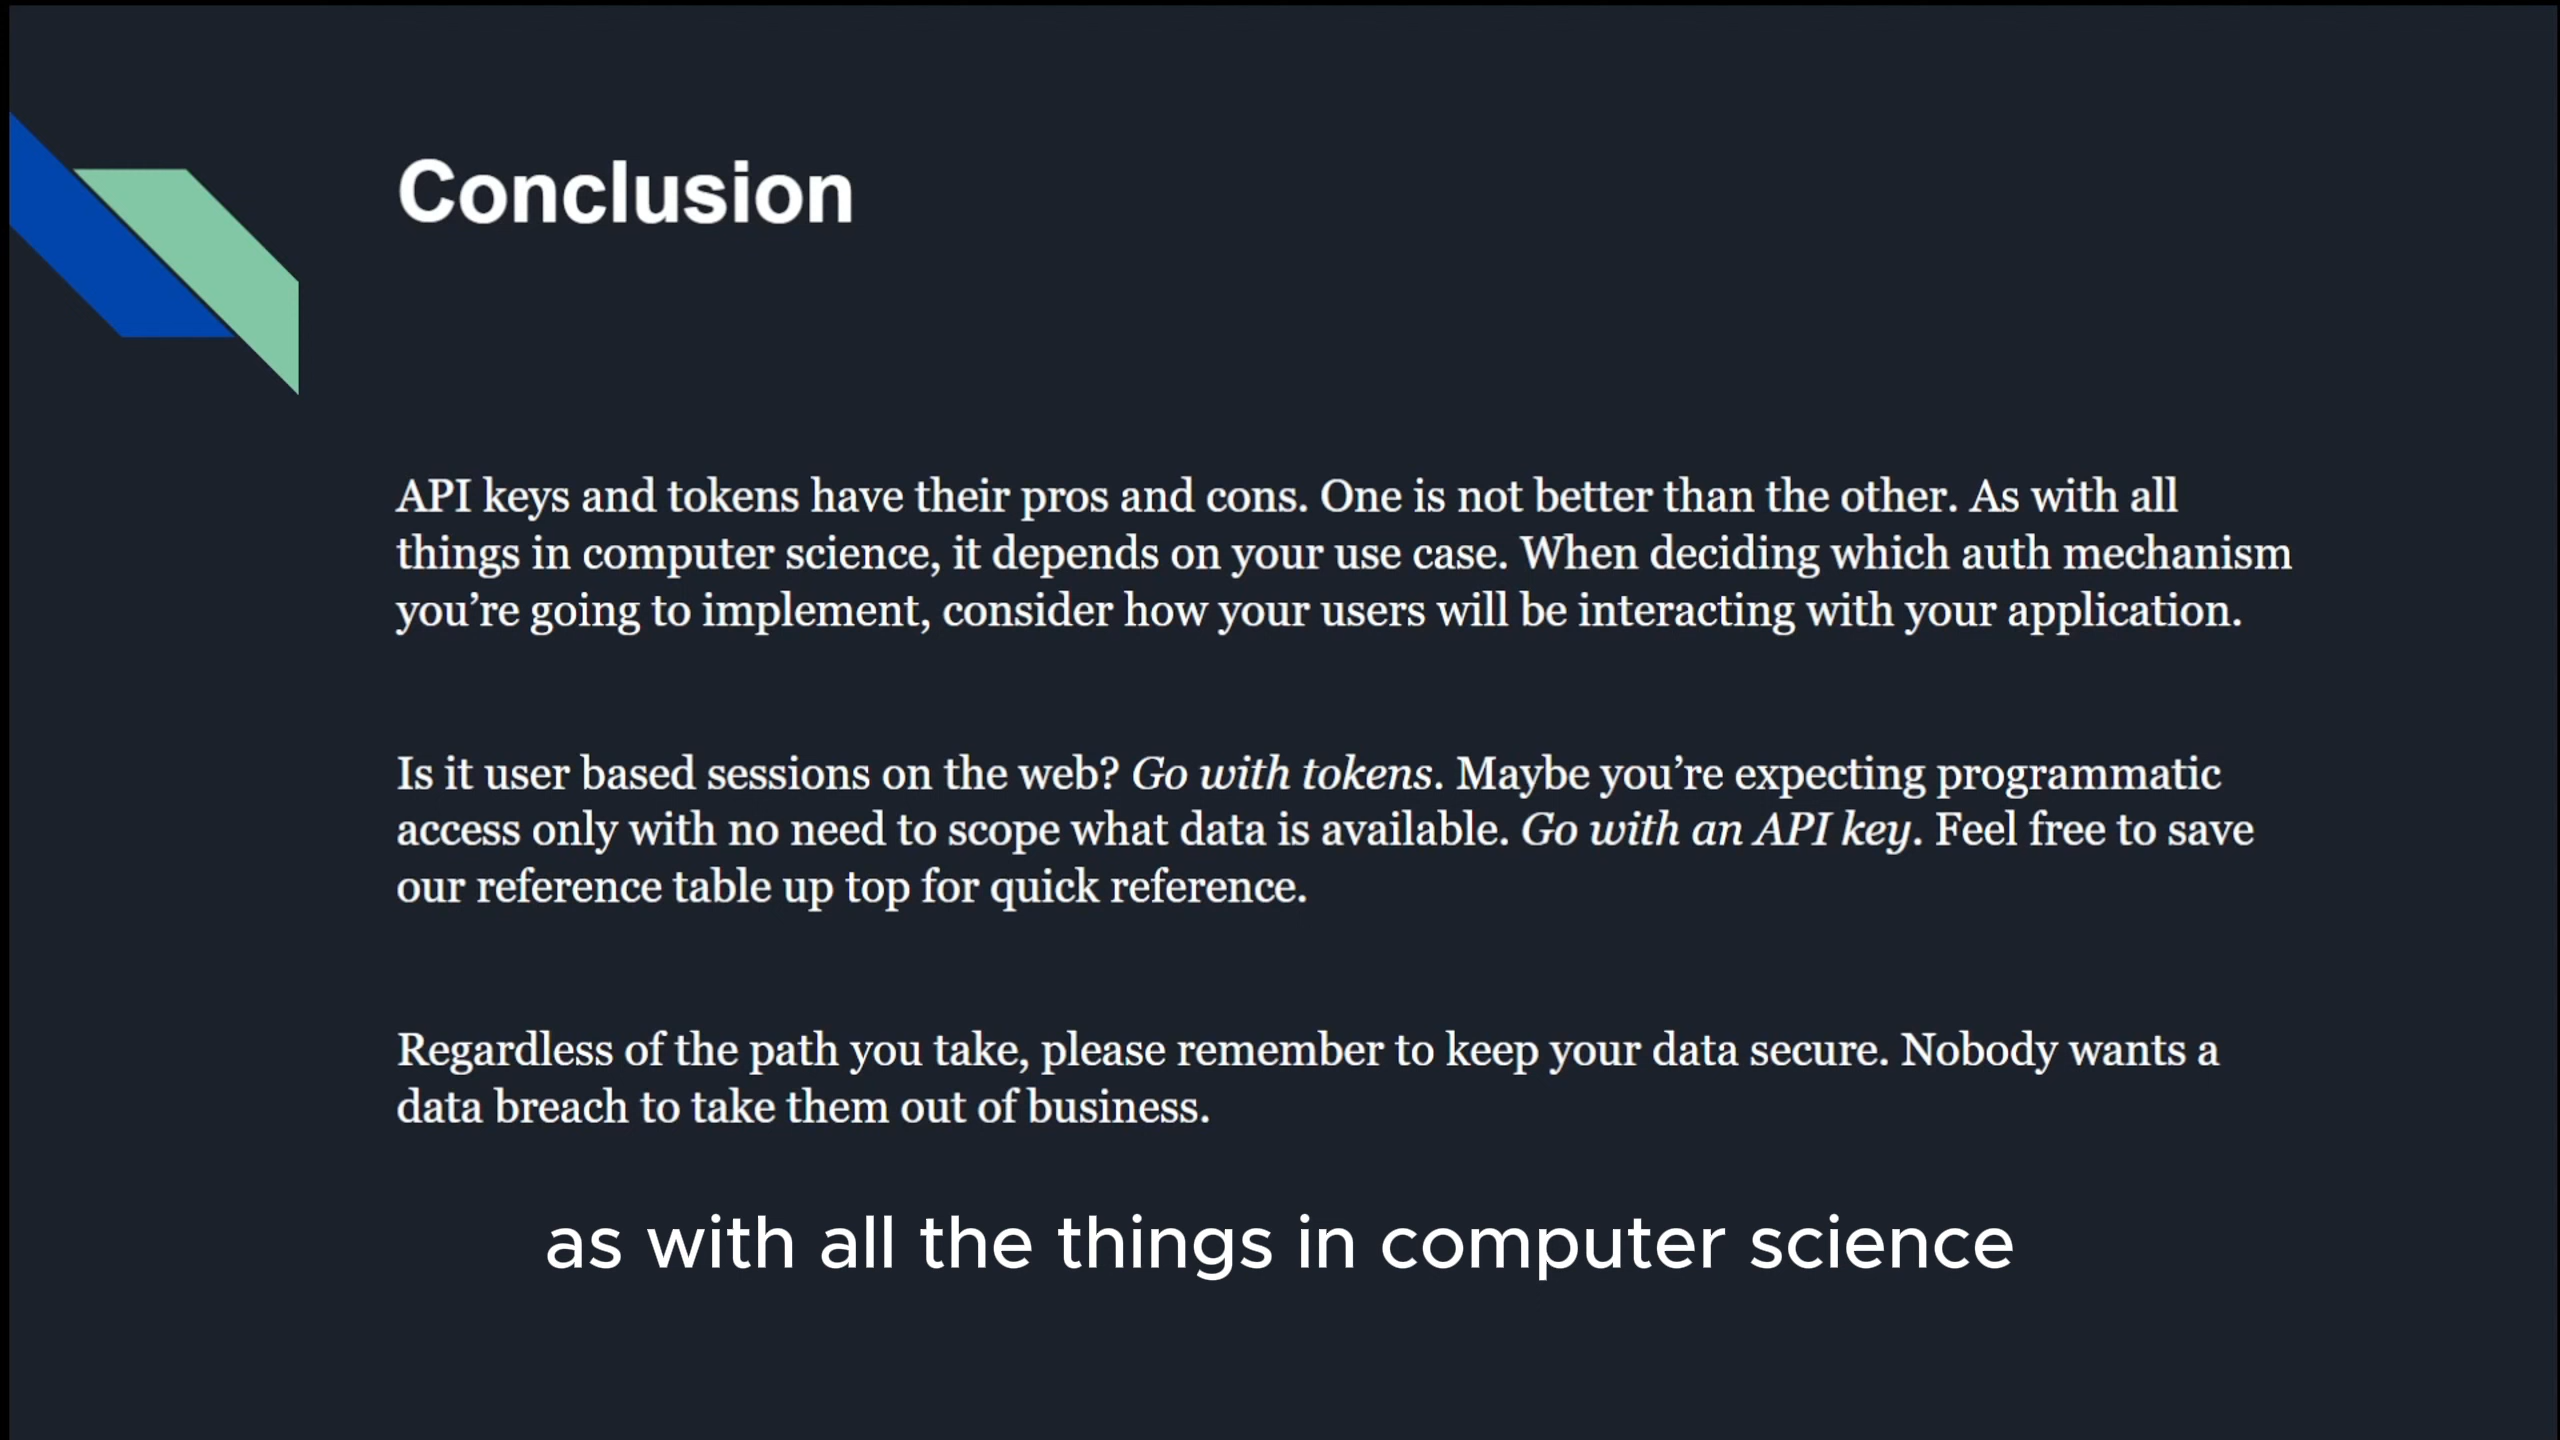 Conclusion
API keys and tokens have their pros and cons. One is not better than the other. As with all
things in computer science, it depends on your use case. When deciding which auth mechanism
you’re going to implement, consider how your users will be interacting with your application.
Is it user based sessions on the web? Go with tokens. Maybe you’re expecting programmatic
access only with no need to scope what data is available. Go with an API key. Feel free to save
our reference table up top for quick reference.
Regardless of the path you take, please remember to keep your data secure. Nobody wants a
data breach to take them out of business.
as with all the things in computer science